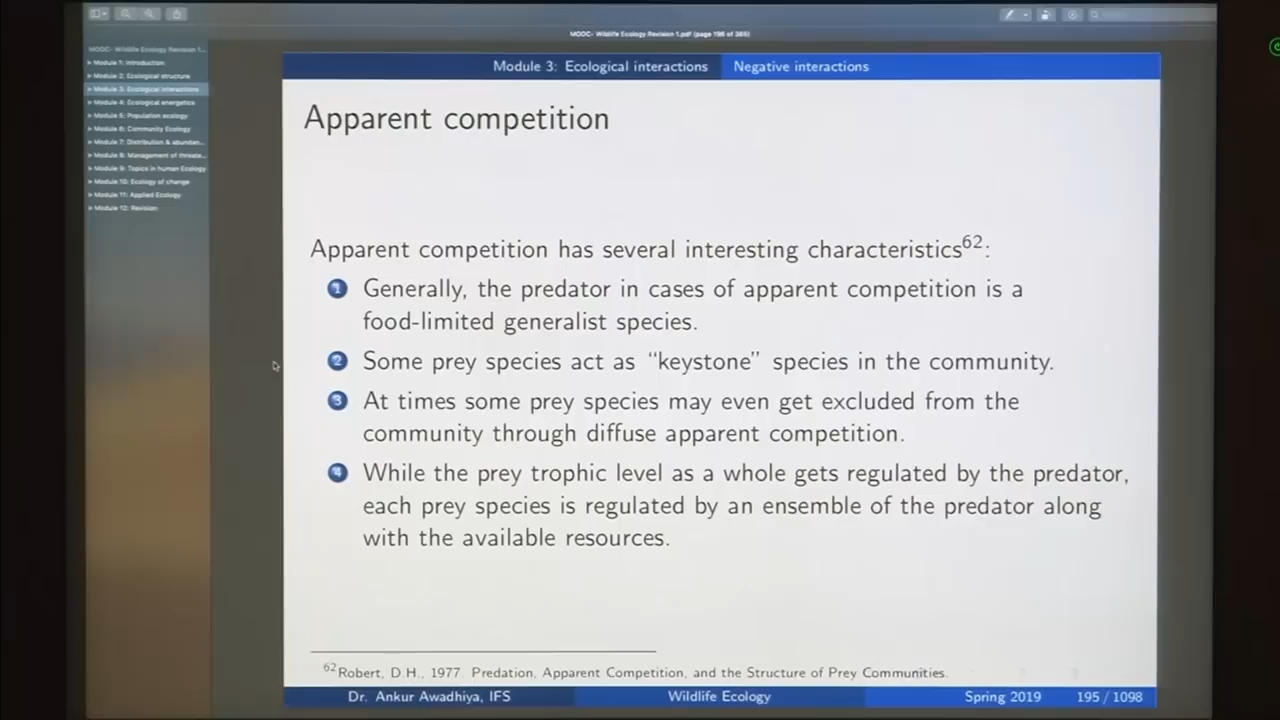 MOOC- Wildlife Ecology Revision 1.pdf (page 196 of 365)
MOOC- Wildlife Ecology Revision 1...
Module 1: Introduction
Module 2: Ecological structure
Module 3: Ecological interactions
Module 4: Ecological energetics
Module 5: Population ecology
Module 6: Community Ecology
Module 7: Distribution & abundan...
Module 8: Management of threate...
Module 9: Topics in human Ecology
Module 10: Ecology of change
Module 11: Applied Ecology
Module 12: Revision
Module 3: Ecological interactions Negative interactions
Apparent competition
Apparent competition has several interesting characteristics62:
1 Generally, the predator in cases of apparent competition is a
food-limited generalist species.
2 Some prey species act as “keystone” species in the community.
3 At times some prey species may even get excluded from the
community through diffuse apparent competition.
4 While the prey trophic level as a whole gets regulated by the predator,
each prey species is regulated by an ensemble of the predator along
with the available resources.
62Robert, D.H., 1977. Predation, Apparent Competition, and the Structure of Prey Communities.
Dr. Ankur Awadhiya, IFS Wildlife Ecology Spring 2019 195 / 1098